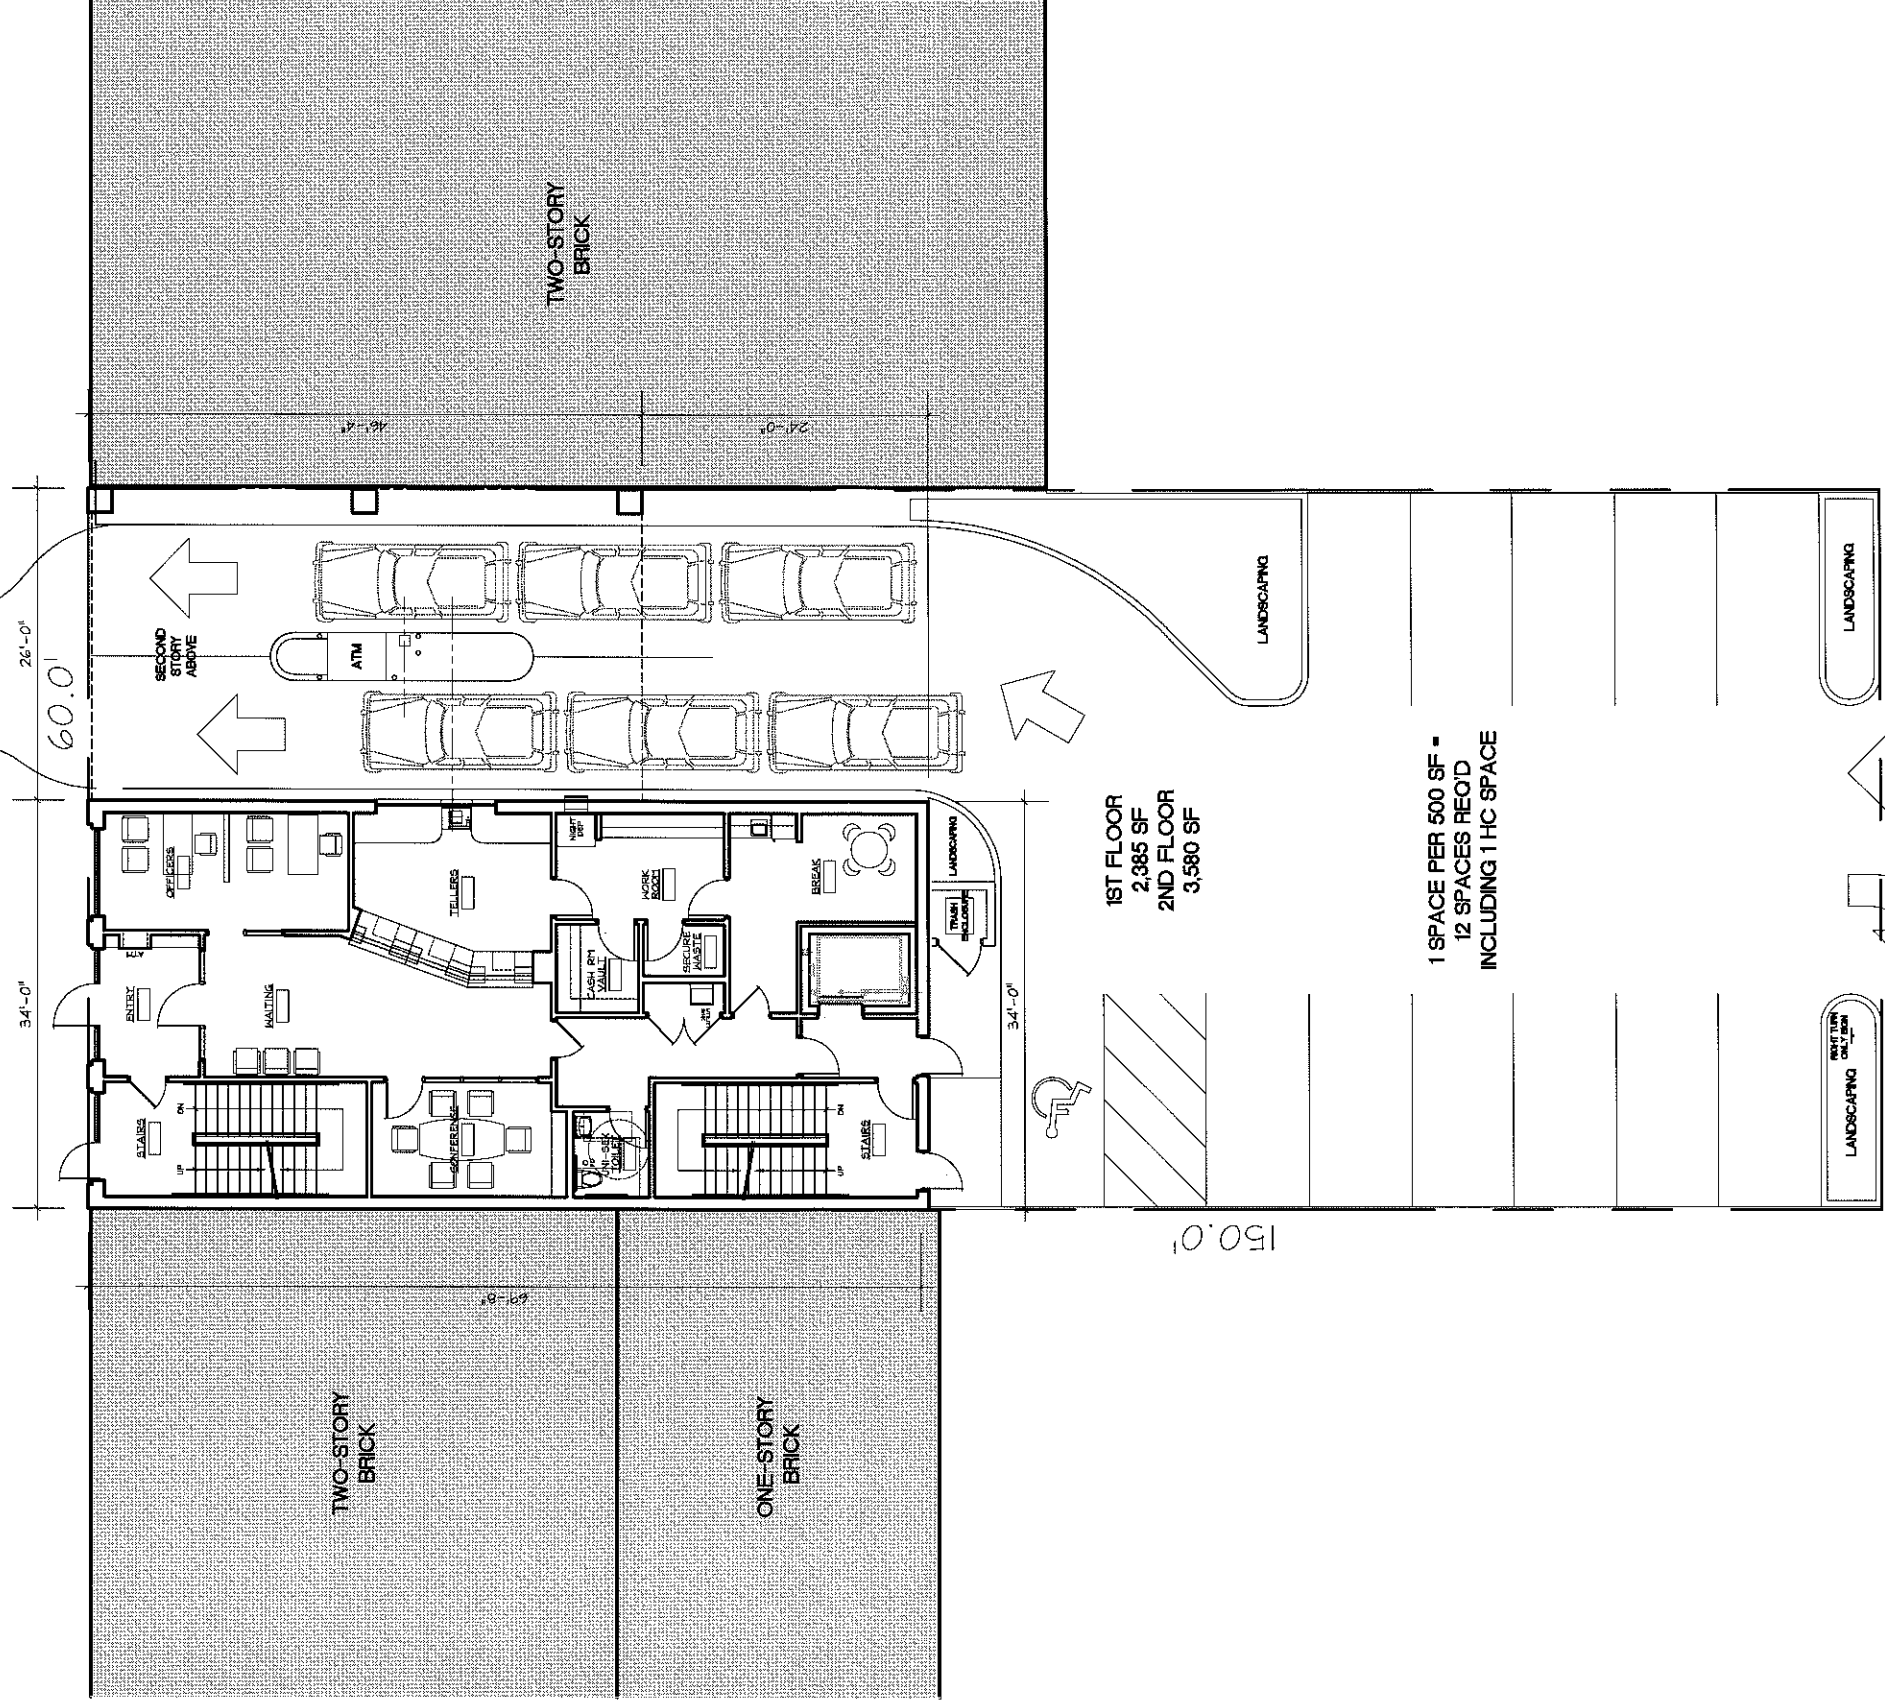 TWO-STORY
BRICK
46'-4"
24'-0"
26'-0"
60.0'
SECOND
STORY
ABOVE
ATM
LANDSCAPING
LANDSCAPING
OFFICERS
TELLERS
NIGHT
DEP
WORK
ROOM
BREAK
LANDSCAPING
TRASH
ENCLOSURE
34'-0"
ENTRY
ATM
WAITING
CASH RM
VAULT
SECURE
WASTE
34'-0"
1ST FLOOR
2,385 SF
2ND FLOOR
3,580 SF
1 SPACE PER 500 SF =
12 SPACES REQ'D
INCLUDING 1 HC SPACE
STAIRS
DN
UP
CONFERENCE
UNI-SEX
TOILET
DN
UP
STAIRS
RIGHT TURN
ONLY SIGN
LANDSCAPING
150.0'
69'-8"
TWO-STORY
BRICK
ONE-STORY
BRICK